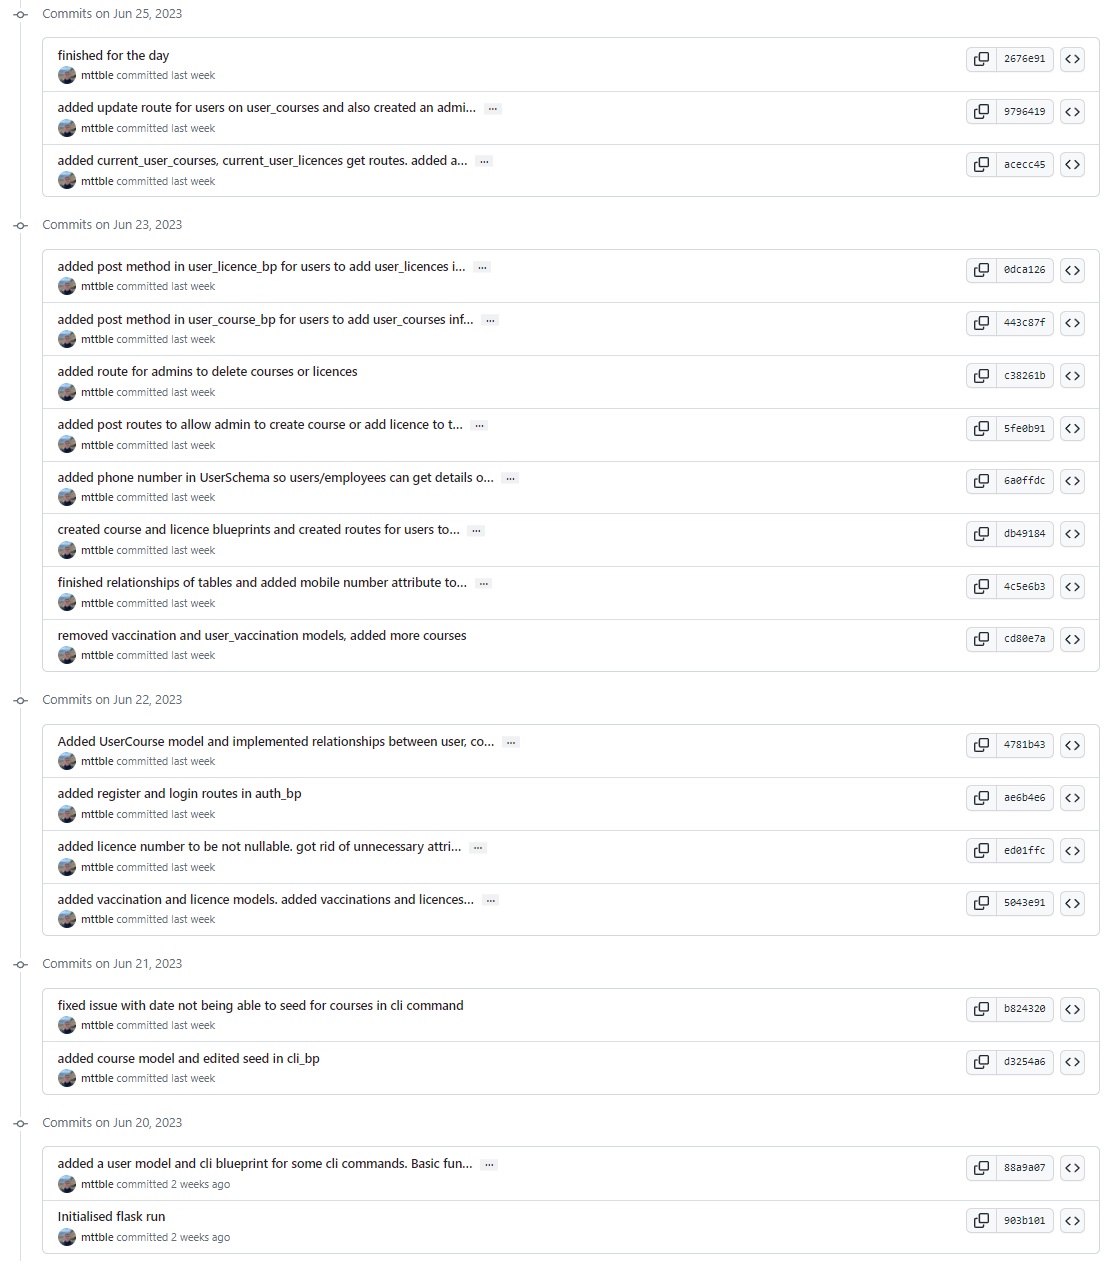 Commits on Jun 25, 2023
finished for the day
2676e91
mttble committed last week
added update route for users on user_courses and also created an admi... ...
9796419
mttble committed last week
added current_user_courses, current_user_licences get routes. added a... ...
acecc45
mttble committed last week
Commits on Jun 23, 2023
added post method in user_licence_bp for users to add user_licences i... ...
0dca126
mttble committed last week
added post method in user_course_bp for users to add user_courses inf... ...
443c87f
mttble committed last week
added route for admins to delete courses or licences
c38261b
mttble committed last week
added post routes to allow admin to create course or add licence to t... ...
5fe0b91
mttble committed last week
added phone number in UserSchema so users/employees can get details o... ...
6a0ffdc
mttble committed last week
created course and licence blueprints and created routes for users to... ...
db49184
mttble committed last week
finished relationships of tables and added mobile number attribute to... ...
4c5e6b3
mttble committed last week
removed vaccination and user_vaccination models, added more courses
cd80e7a
mttble committed last week
Commits on Jun 22, 2023
Added UserCourse model and implemented relationships between user, co... ...
4781b43
mttble committed last week
added register and login routes in auth_bp
ae6b4e6
mttble committed last week
added licence number to be not nullable. got rid of unnecessary attri... ...
ed01ffc
mttble committed last week
added vaccination and licence models. added vaccinations and licences... ...
5043e91
mttble committed last week
Commits on Jun 21, 2023
fixed issue with date not being able to seed for courses in cli command
b824320
mttble committed last week
added course model and edited seed in cli_bp
d3254a6
mttble committed last week
Commits on Jun 20, 2023
added a user model and cli blueprint for some cli commands. Basic fun... ...
88a9a07
mttble committed 2 weeks ago
Initialised flask run
903b101
mttble committed 2 weeks ago